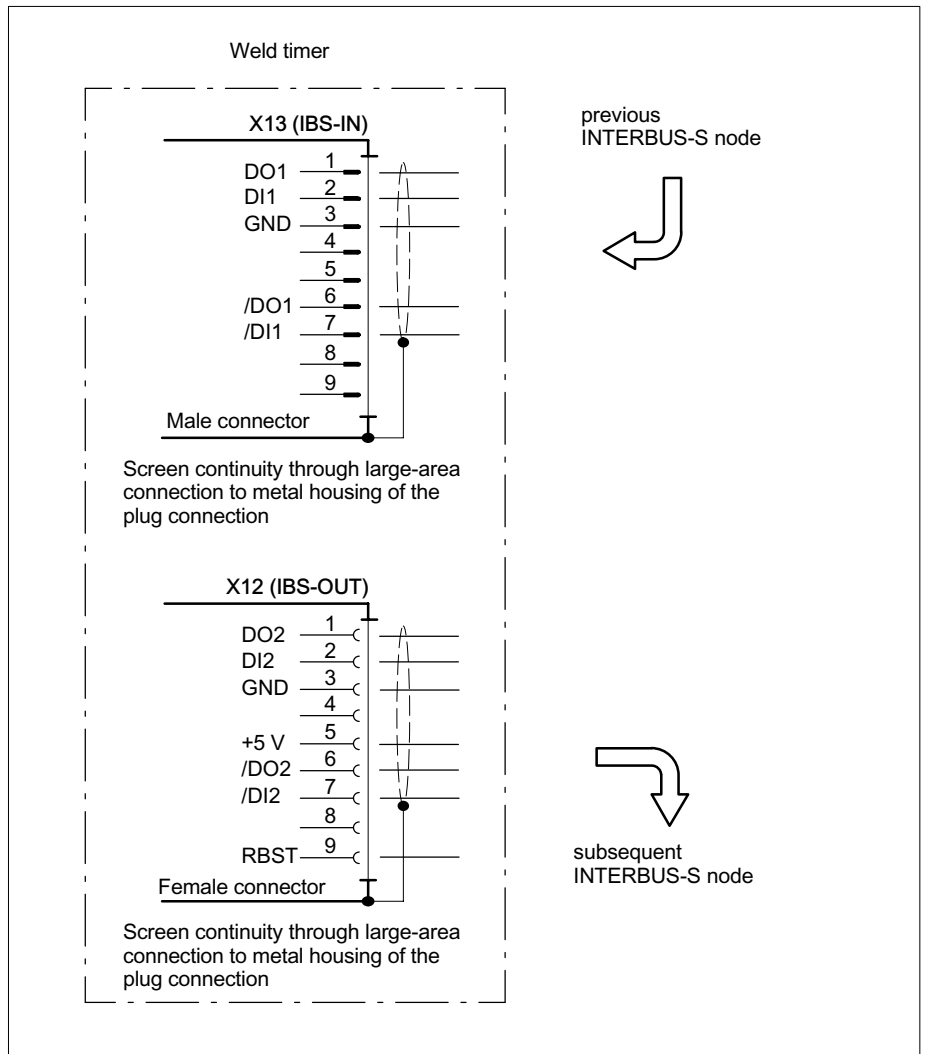 Weld timer
X13 (IBS-IN)
previous
INTERBUS-S node
DO1 1
DI1 2
GND 3
4
5
/DO1 6
/DI1 7
8
9
Male connector
Screen continuity through large-area
connection to metal housing of the
plug connection
X12 (IBS-OUT)
DO2 1
DI2 2
GND 3
4
+5 V 5
/DO2 6
/DI2 7
8
RBST 9
subsequent
INTERBUS-S node
Female connector
Screen continuity through large-area
connection to metal housing of the
plug connection